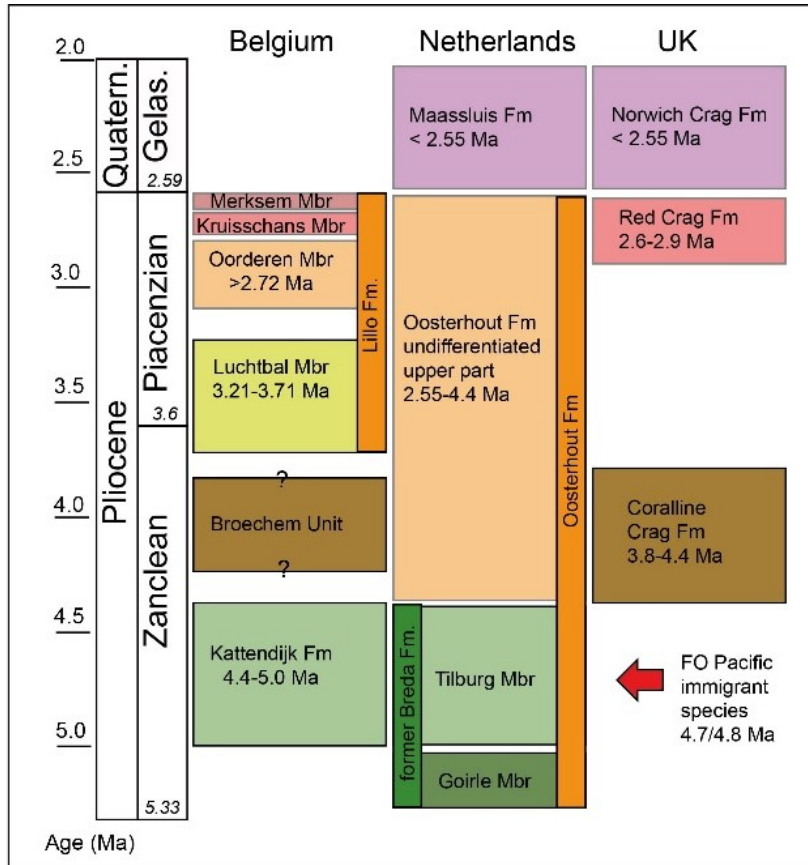 Belgium
Netherlands
UK
2.0
2.5
3.0
3.5
4.0
4.5
5.0
Age (Ma)
Quatern.
Pliocene
Gelas.
2.59
Piacenzian
3.6
Zanclean
5.33
Merksem Mbr
Kruisschans Mbr
Oorderen Mbr
>2.72 Ma
Luchtbal Mbr
3.21-3.71 Ma
Lillo Fm.
?
Broechem Unit
?
Kattendijk Fm
4.4-5.0 Ma
Maassluis Fm
< 2.55 Ma
Oosterhout Fm
undifferentiated
upper part
2.55-4.4 Ma
Oosterhout Fm
former Breda Fm.
Tilburg Mbr
Goirle Mbr
Norwich Crag Fm
< 2.55 Ma
Red Crag Fm
2.6-2.9 Ma
Coralline
Crag Fm
3.8-4.4 Ma
FO Pacific
immigrant
species
4.7/4.8 Ma